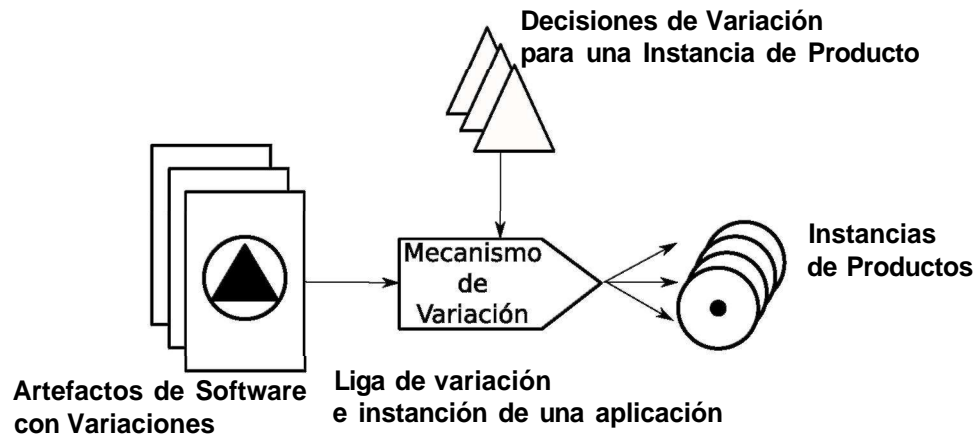 Decisiones de Variación
para una Instancia de Producto
Mecanismo
de
Variación
Instancias
de Productos
Artefactos de Software
con Variaciones
Liga de variación
e instanción de una aplicación